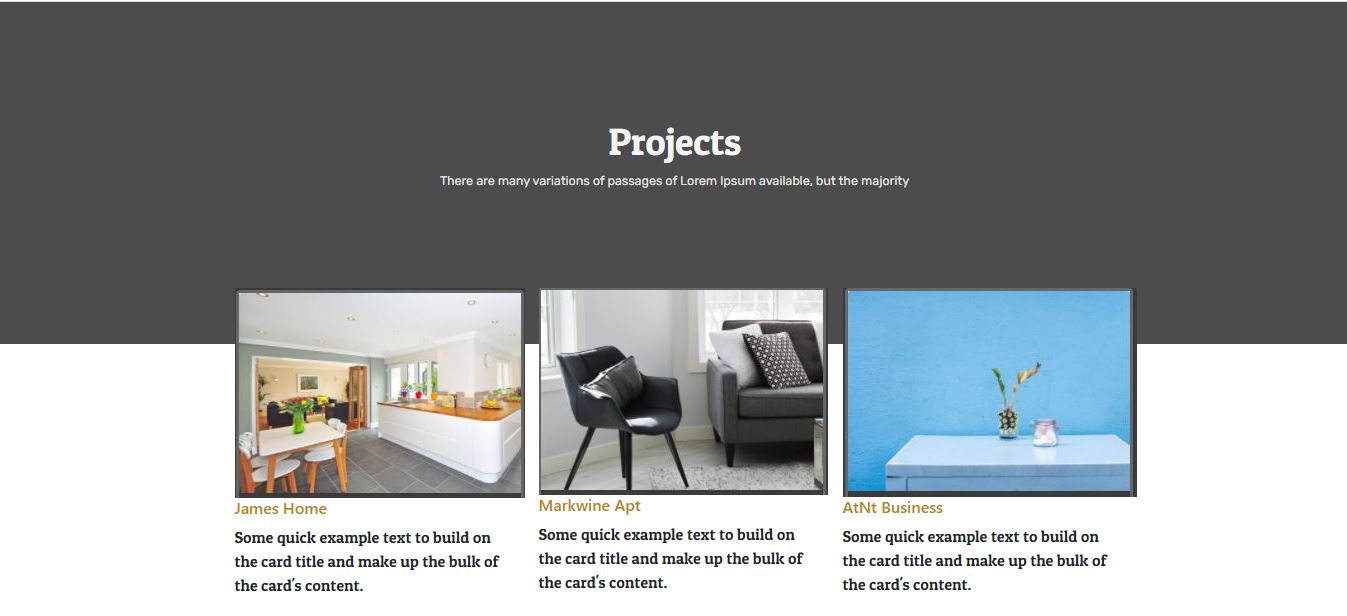 Projects
There are many variations of passages of Lorem Ipsum available, but the majority
James Home
Some quick example text to build on
the card title and make up the bulk of
the card's content.
Markwine Apt
Some quick example text to build on
the card title and make up the bulk of
the card's content.
AtNt Business
Some quick example text to build on
the card title and make up the bulk of
the card's content.